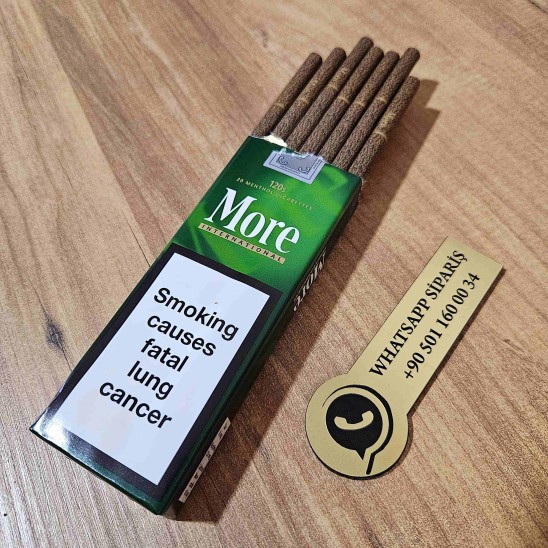 120s
20 MENTHOL CIGARETTES
More
INTERNATIONAL
More
Smoking
causes
fatal
lung
cancer
WHATSAPP SİPARİŞ
+90 501 160 00 34